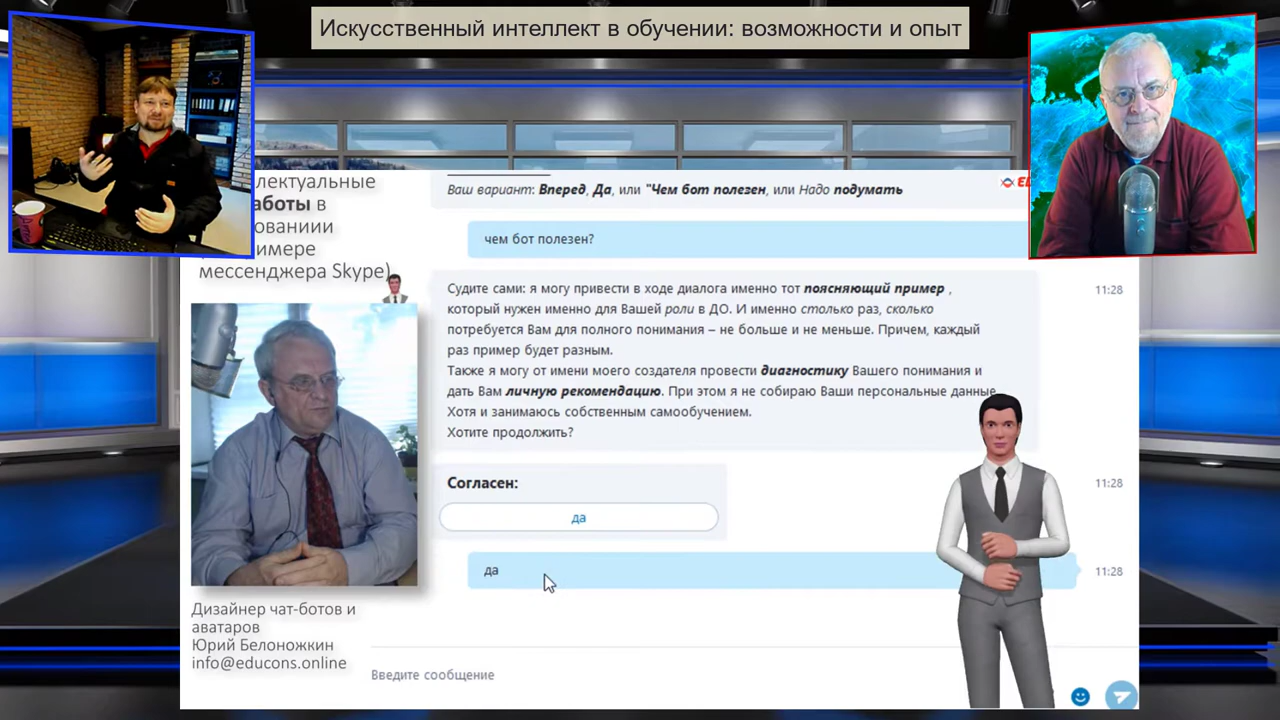 Искусственный интеллект в обучении: возможности и опыт
лектуальные
аботы в
ованиии
имере
мессенджера Skype)
Ваш вариант: Вперед, Да, или "Чем бот полезен, или Надо подумать
чем бот полезен?
Судите сами: я могу привести в ходе диалога именно тот поясняющий пример ,
который нужен именно для Вашей роли в ДО. И именно столько раз, сколько
потребуется Вам для полного понимания – не больше и не меньше. Причем, каждый
раз пример будет разным.
Также я могу от имени моего создателя провести диагностику Вашего понимания и
дать Вам личную рекомендацию. При этом я не собираю Ваши персональные данные
Хотя и занимаюсь собственным самообучением.
Хотите продолжить?
11:28
Согласен:
11:28
да
да
11:28
Дизайнер чат-ботов и
аватаров
Юрий Белоножкин
info@educons.online
Введите сообщение